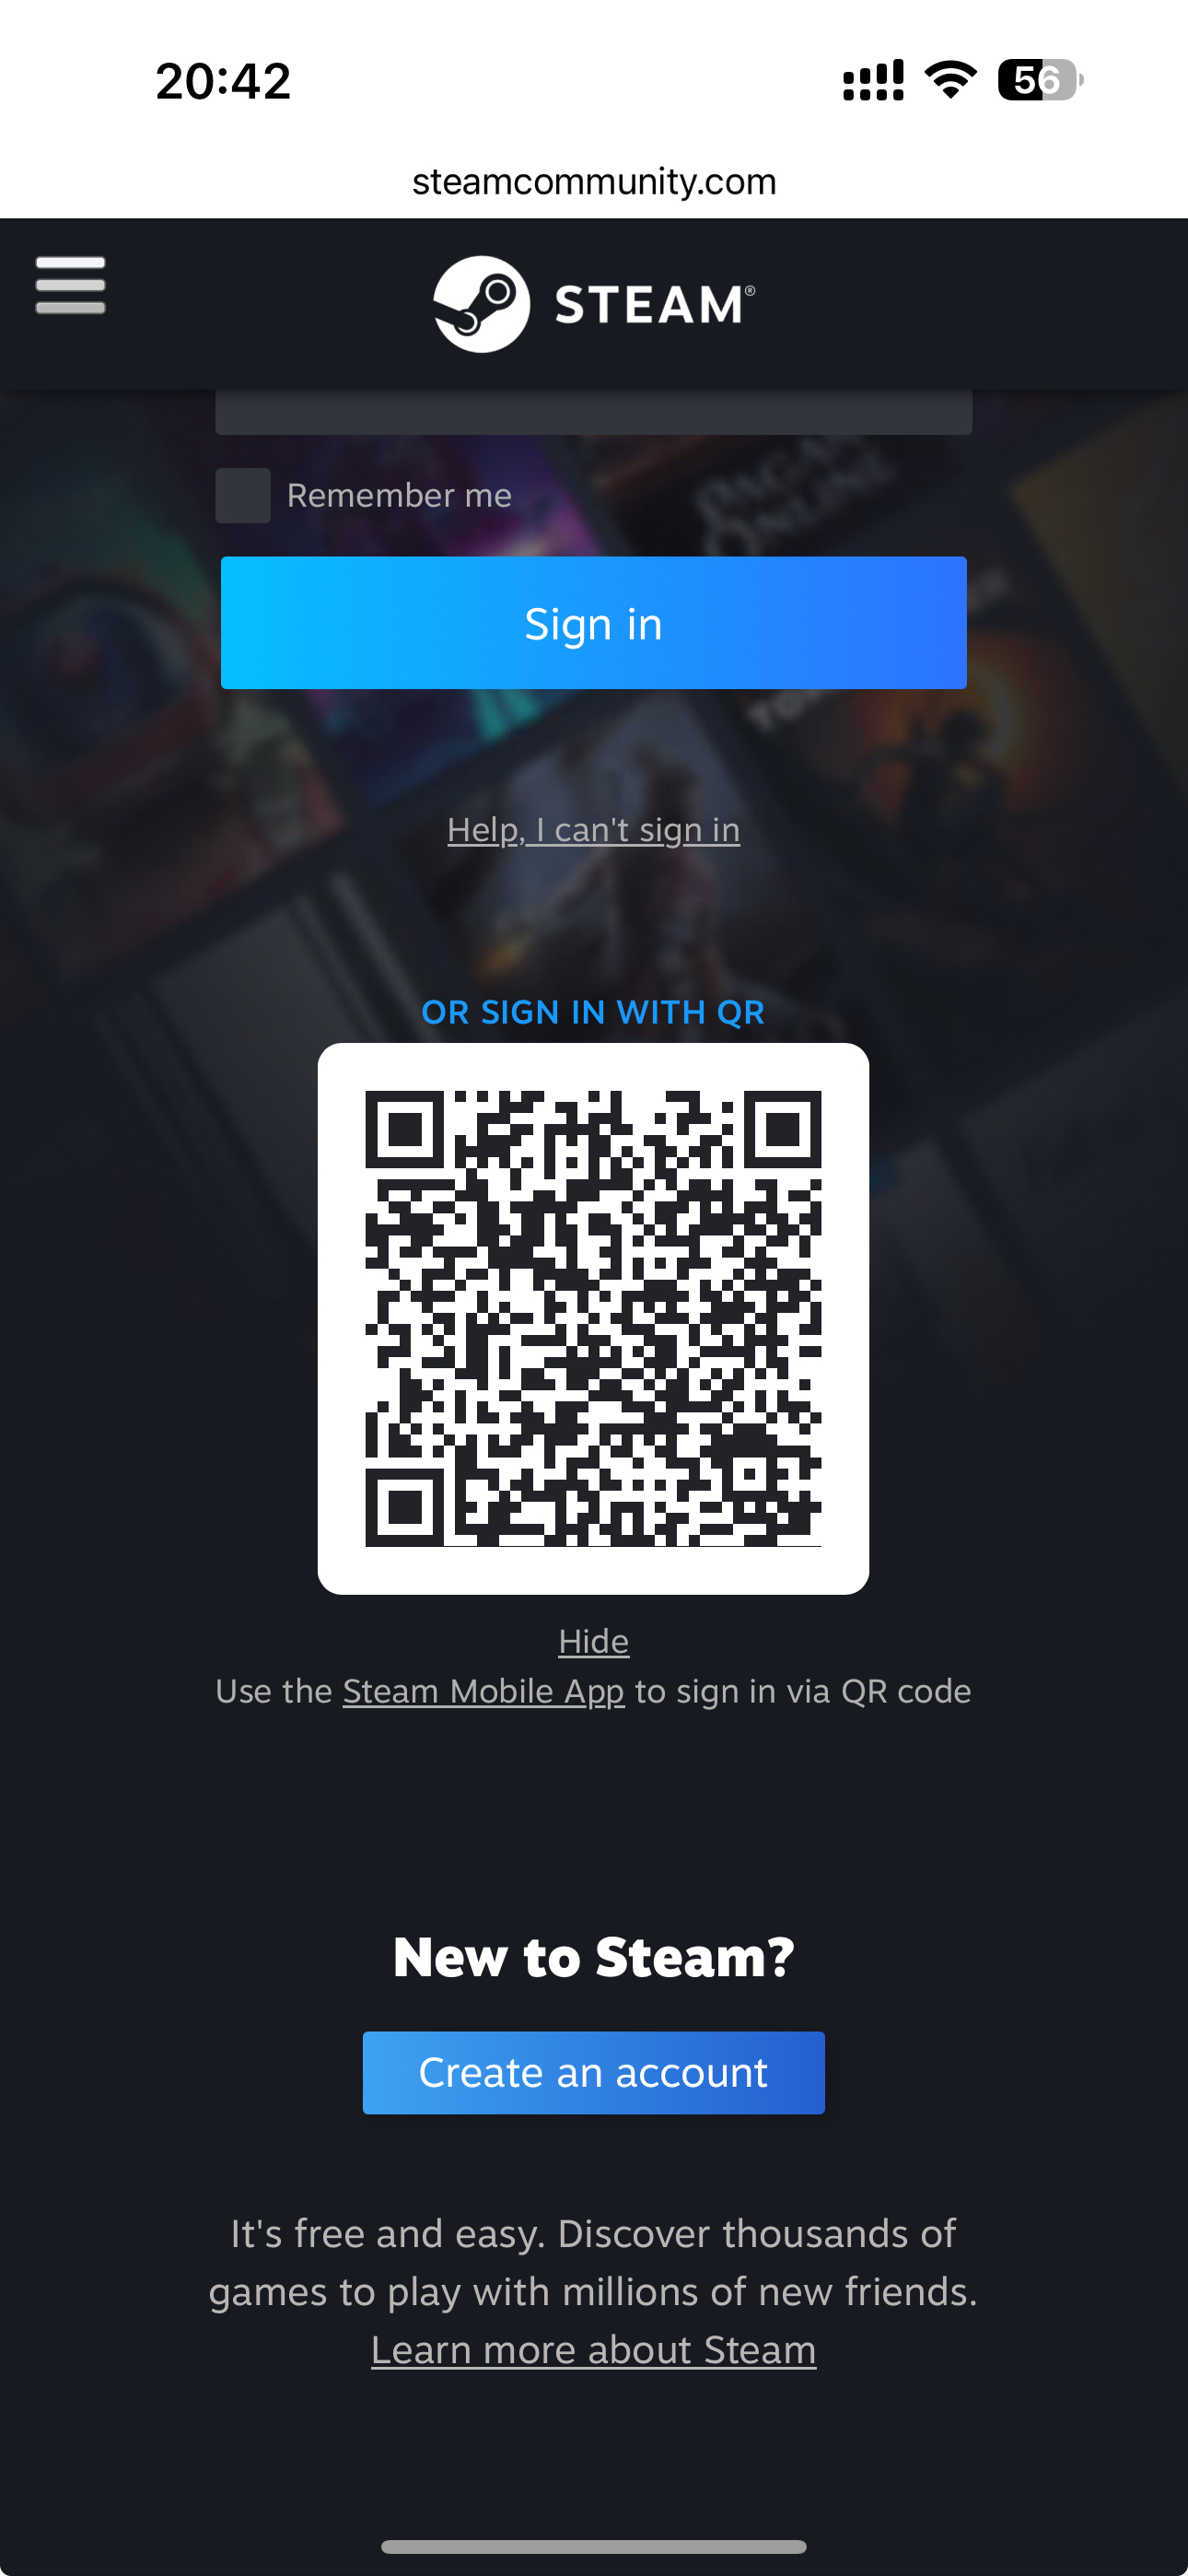 20:42
56
steamcommunity.com
STEAM®
PAGAN
ONLINE
Remember me
Sign in
Help, I can't sign in
OR SIGN IN WITH QR
Hide
Use the Steam Mobile App to sign in via QR code
New to Steam?
Create an account
It's free and easy. Discover thousands of
games to play with millions of new friends.
Learn more about Steam